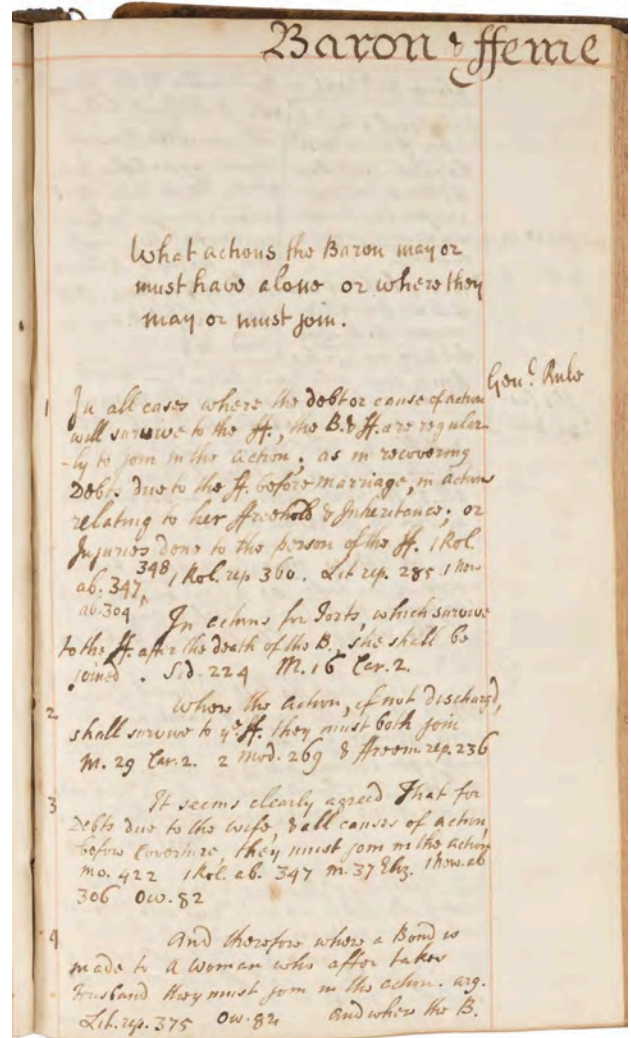 Baron & ffeme
What actions the Baron may or
must have alone or where they
may or must join.
Gen.l Rule
1 In all cases where the debt or cause of action
will survive to the ff., the B. & ff. are regular-
-ly to join in the action; as in recovering
Debts due to the ff. before marriage, in actions
relating to her ffreehold & Inheritance; or
Injuries done to the person of the ff. 1 Rol.
ab. 347, 348 1 Rol. rep 360. Lit rep. 285 1 New
ab. 304
In actions for Torts, which survive
to the ff. after the death of the B., she shall be
joined. Sid. 224 M. 16 Car. 2.
2 Where the action, if not dischargd,
shall survive to ye ff. they must both join
M. 29 Car. 2. 2 mod. 269 & ffreem. rep. 236
3 It seems clearly agreed That for
Debts due to the wife, & all causes of action
before Coverture, they must join in the action
mo. 422 1 Rol. ab. 347 m. 37 Eliz. 1 New. ab
306 Ow. 82
4 And therefore where a Bond is
made to a woman who after takes
Husband they must join in the action. arg.
Lit. rep. 375 Ow. 82 and where the B.